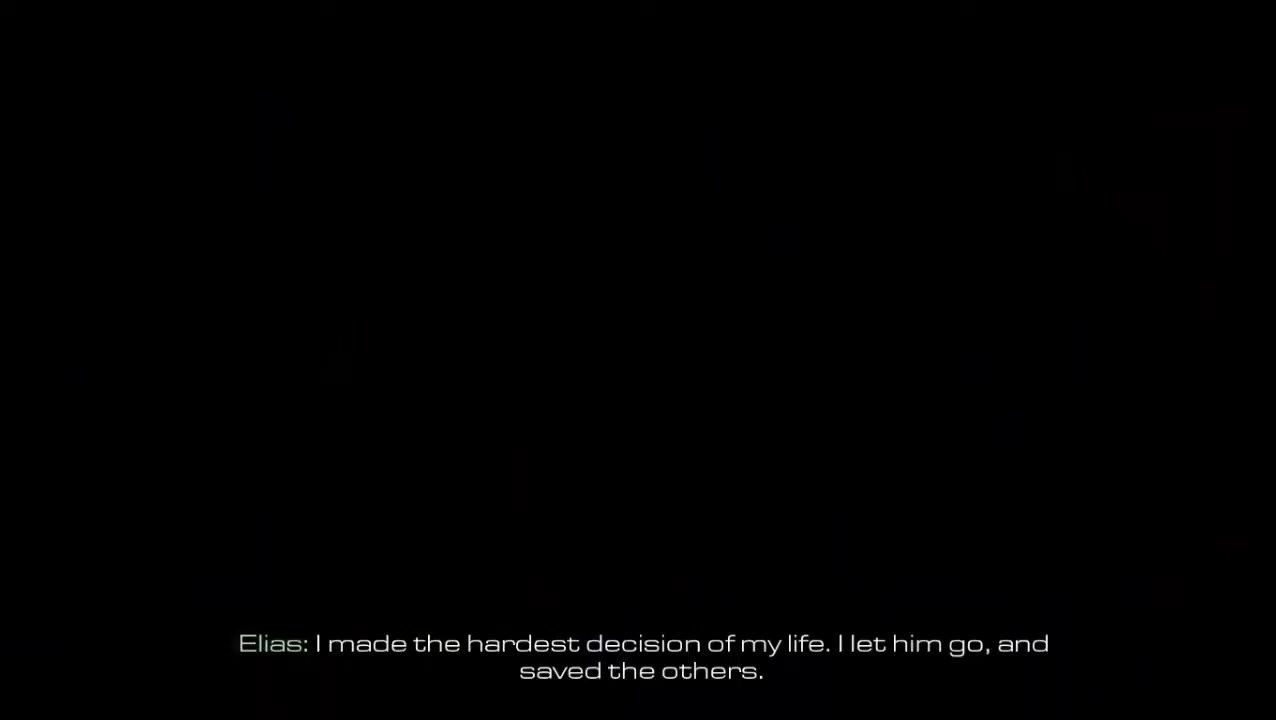 Elias: I made the hardest decision of my life. I let him go, and
saved the others.